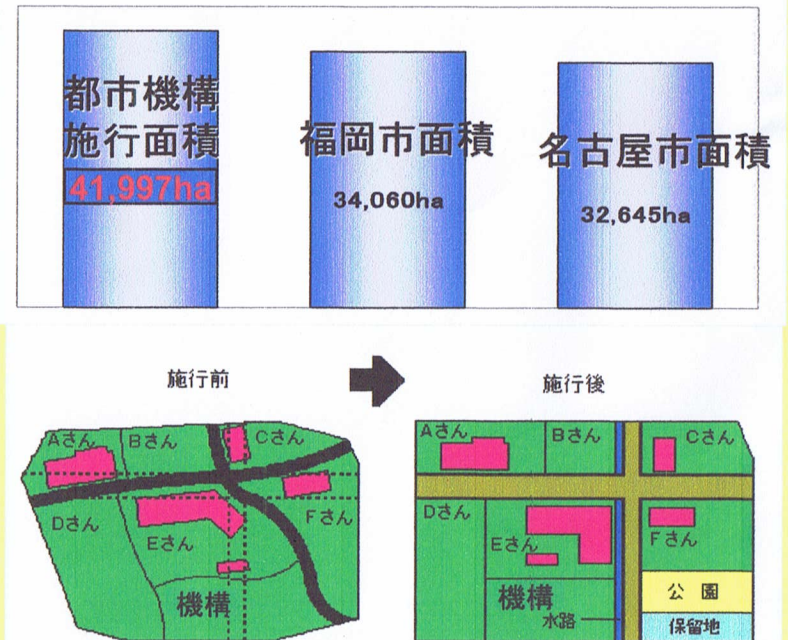 都市機構
施行面積
41,997ha
福岡市面積
34,060ha
名古屋市面積
32,645ha
施行前
施行後
Aさん
Bさん
Cさん
Dさん
Eさん
Fさん
機構
Aさん
Bさん
Cさん
Dさん
Eさん
Fさん
機構
水路
公園
保留地